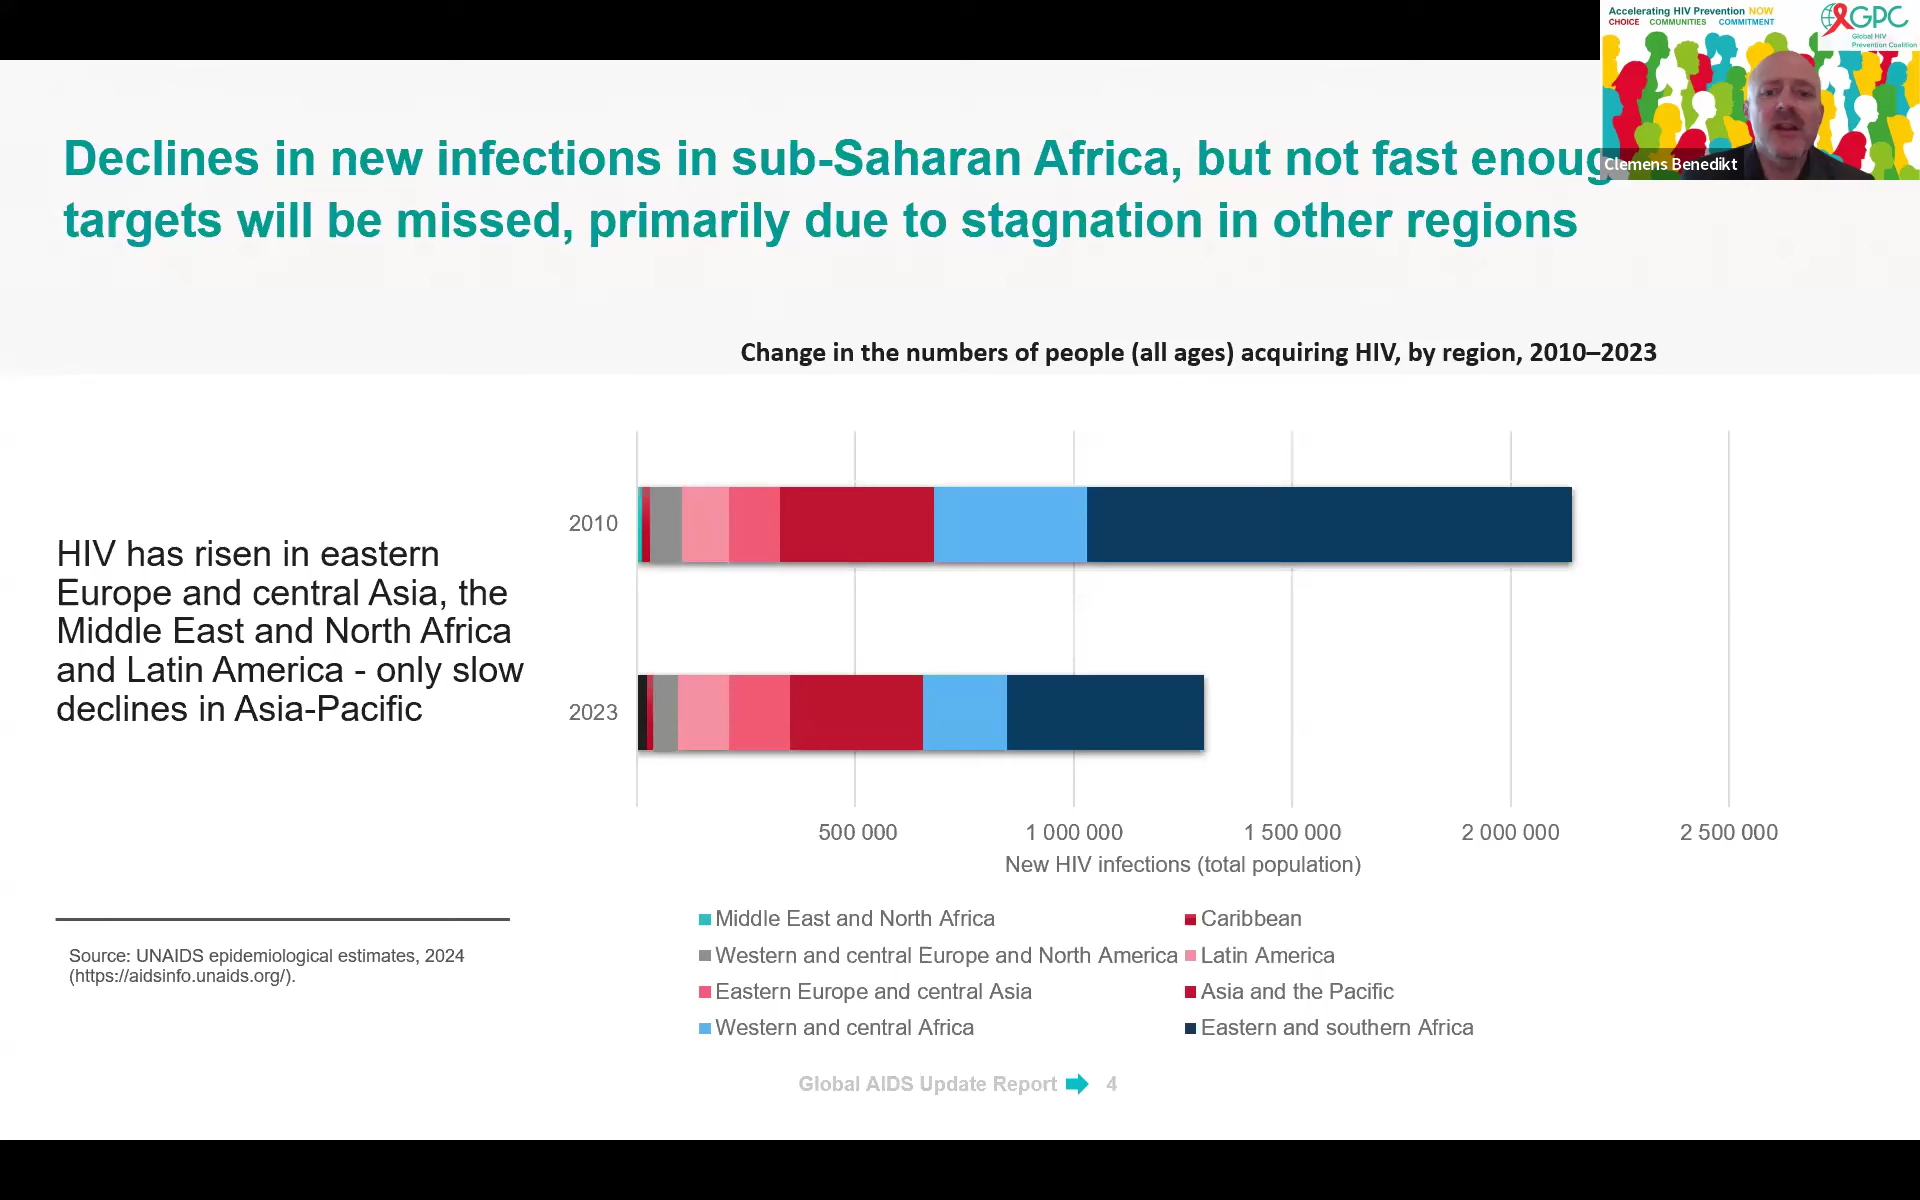 Accelerating HIV Prevention NOW
CHOICE COMMUNITIES COMMITMENT
GPC
Global HIV
Prevention Coalition
Clemens Benedikt
Declines in new infections in sub-Saharan Africa, but not fast
targets will be missed, primarily due to stagnation in other regions
Change in the numbers of people (all ages) acquiring HIV, by region, 2010–2023
HIV has risen in eastern
Europe and central Asia, the
Middle East and North Africa
and Latin America - only slow
declines in Asia-Pacific
2010
2023
500 000 1 000 000 1 500 000 2 000 000 2 500 000
New HIV infections (total population)
Middle East and North Africa Caribbean
Western and central Europe and North America Latin America
Eastern Europe and central Asia Asia and the Pacific
Western and central Africa Eastern and southern Africa
Source: UNAIDS epidemiological estimates, 2024
(https://aidsinfo.unaids.org/).
Global AIDS Update Report 4